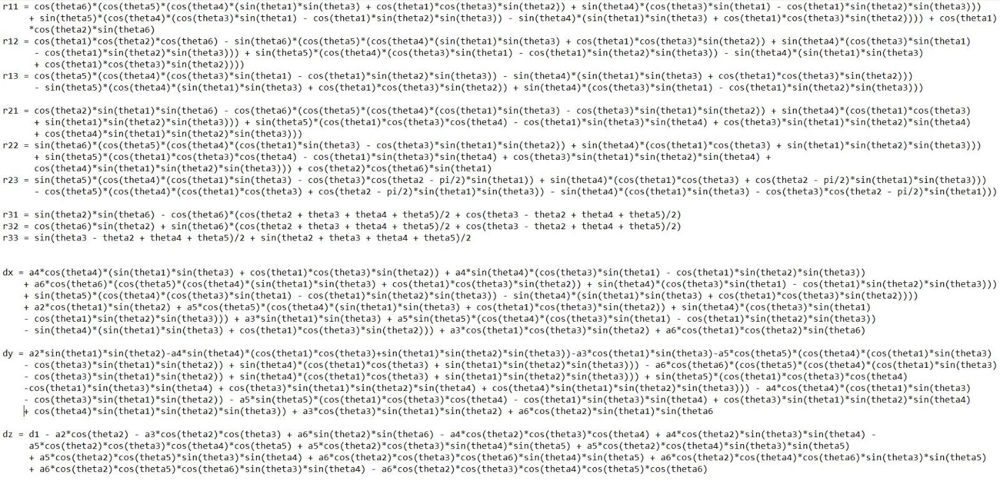 r11 = cos(theta6)*(cos(theta5)*(cos(theta4)*(sin(theta1)*sin(theta3) + cos(theta1)*cos(theta3)*sin(theta2)) + sin(theta4)*(cos(theta3)*sin(theta1) - cos(theta1)*sin(theta2)*sin(theta3)))
+ sin(theta5)*(cos(theta4)*(cos(theta3)*sin(theta1) - cos(theta1)*sin(theta2)*sin(theta3)) - sin(theta4)*(sin(theta1)*sin(theta3) + cos(theta1)*cos(theta3)*sin(theta2)))) + cos(theta1)
*cos(theta2)*sin(theta6)
r12 = cos(theta1)*cos(theta2)*cos(theta6) - sin(theta6)*(cos(theta5)*(cos(theta4)*(sin(theta1)*sin(theta3) + cos(theta1)*cos(theta3)*sin(theta2)) + sin(theta4)*(cos(theta3)*sin(theta1)
- cos(theta1)*sin(theta2)*sin(theta3))) + sin(theta5)*(cos(theta4)*(cos(theta3)*sin(theta1) - cos(theta1)*sin(theta2)*sin(theta3)) - sin(theta4)*(sin(theta1)*sin(theta3)
+ cos(theta1)*cos(theta3)*sin(theta2))))
r13 = cos(theta5)*(cos(theta4)*(cos(theta3)*sin(theta1) - cos(theta1)*sin(theta2)*sin(theta3)) - sin(theta4)*(sin(theta1)*sin(theta3) + cos(theta1)*cos(theta3)*sin(theta2)))
- sin(theta5)*(cos(theta4)*(sin(theta1)*sin(theta3) + cos(theta1)*cos(theta3)*sin(theta2)) + sin(theta4)*(cos(theta3)*sin(theta1) - cos(theta1)*sin(theta2)*sin(theta3)))
r21 = cos(theta2)*sin(theta1)*sin(theta6) - cos(theta6)*(cos(theta5)*(cos(theta4)*(cos(theta1)*sin(theta3) - cos(theta3)*sin(theta1)*sin(theta2)) + sin(theta4)*(cos(theta1)*cos(theta3)
+ sin(theta1)*sin(theta2)*sin(theta3))) + sin(theta5)*(cos(theta1)*cos(theta3)*cos(theta4) - cos(theta1)*sin(theta3)*sin(theta4) + cos(theta3)*sin(theta1)*sin(theta2)*sin(theta4)
+ cos(theta4)*sin(theta1)*sin(theta2)*sin(theta3)))
r22 = sin(theta6)*(cos(theta5)*(cos(theta4)*(cos(theta1)*sin(theta3) - cos(theta3)*sin(theta1)*sin(theta2)) + sin(theta4)*(cos(theta1)*cos(theta3) + sin(theta1)*sin(theta2)*sin(theta3)))
+ sin(theta5)*(cos(theta1)*cos(theta3)*cos(theta4) - cos(theta1)*sin(theta3)*sin(theta4) + cos(theta3)*sin(theta1)*sin(theta2)*sin(theta4) +
cos(theta4)*sin(theta1)*sin(theta2)*sin(theta3))) + cos(theta2)*cos(theta6)*sin(theta1)
r23 = sin(theta5)*(cos(theta4)*(cos(theta1)*sin(theta3) - cos(theta3)*cos(theta2 - pi/2)*sin(theta1)) + sin(theta4)*(cos(theta1)*cos(theta3) + cos(theta2 - pi/2)*sin(theta1)*sin(theta3)))
- cos(theta5)*(cos(theta4)*(cos(theta1)*cos(theta3) + cos(theta2 - pi/2)*sin(theta1)*sin(theta3)) - sin(theta4)*(cos(theta1)*sin(theta3) - cos(theta3)*cos(theta2 - pi/2)*sin(theta1)))
r31 = sin(theta2)*sin(theta6) - cos(theta6)*(cos(theta2 + theta3 + theta4 + theta5)/2 + cos(theta3 - theta2 + theta4 + theta5)/2)
r32 = cos(theta6)*sin(theta2) + sin(theta6)*(cos(theta2 + theta3 + theta4 + theta5)/2 + cos(theta3 - theta2 + theta4 + theta5)/2)
r33 = sin(theta3 - theta2 + theta4 + theta5)/2 + sin(theta2 + theta3 + theta4 + theta5)/2
dx = a4*cos(theta4)*(sin(theta1)*sin(theta3) + cos(theta1)*cos(theta3)*sin(theta2)) + a4*sin(theta4)*(cos(theta3)*sin(theta1) - cos(theta1)*sin(theta2)*sin(theta3))
+ a6*cos(theta6)*(cos(theta5)*(cos(theta4)*(sin(theta1)*sin(theta3) + cos(theta1)*cos(theta3)*sin(theta2)) + sin(theta4)*(cos(theta3)*sin(theta1) - cos(theta1)*sin(theta2)*sin(theta3)))
+ sin(theta5)*(cos(theta4)*(cos(theta3)*sin(theta1) - cos(theta1)*sin(theta2)*sin(theta3)) - sin(theta4)*(sin(theta1)*sin(theta3) + cos(theta1)*cos(theta3)*sin(theta2))))
+ a2*cos(theta1)*sin(theta2) + a5*cos(theta5)*(cos(theta4)*(sin(theta1)*sin(theta3) + cos(theta1)*cos(theta3)*sin(theta2)) + sin(theta4)*(cos(theta3)*sin(theta1)
- cos(theta1)*sin(theta2)*sin(theta3))) + a3*sin(theta1)*sin(theta3) + a5*sin(theta5)*(cos(theta4)*(cos(theta3)*sin(theta1) - cos(theta1)*sin(theta2)*sin(theta3))
- sin(theta4)*(sin(theta1)*sin(theta3) + cos(theta1)*cos(theta3)*sin(theta2))) + a3*cos(theta1)*cos(theta3)*sin(theta2) + a6*cos(theta1)*cos(theta2)*sin(theta6)
dy = a2*sin(theta1)*sin(theta2)-a4*sin(theta4)*(cos(theta1)*cos(theta3)+sin(theta1)*sin(theta2)*sin(theta3))-a3*cos(theta1)*sin(theta3)-a5*cos(theta5)*(cos(theta4)*(cos(theta1)*sin(theta3)
- cos(theta3)*sin(theta1)*sin(theta2)) + sin(theta4)*(cos(theta1)*cos(theta3) + sin(theta1)*sin(theta2)*sin(theta3))) - a6*cos(theta6)*(cos(theta5)*(cos(theta4)*(cos(theta1)*sin(theta3)
- cos(theta3)*sin(theta1)*sin(theta2)) + sin(theta4)*(cos(theta1)*cos(theta3) + sin(theta1)*sin(theta2)*sin(theta3))) + sin(theta5)*(cos(theta1)*cos(theta3)*cos(theta4)
-cos(theta1)*sin(theta3)*sin(theta4) + cos(theta3)*sin(theta1)*sin(theta2)*sin(theta4) + cos(theta4)*sin(theta1)*sin(theta2)*sin(theta3))) - a4*cos(theta4)*(cos(theta1)*sin(theta3)
- cos(theta3)*sin(theta1)*sin(theta2)) - a5*sin(theta5)*(cos(theta1)*cos(theta3)*cos(theta4) - cos(theta1)*sin(theta3)*sin(theta4) + cos(theta3)*sin(theta1)*sin(theta2)*sin(theta4)
+ cos(theta4)*sin(theta1)*sin(theta2)*sin(theta3)) + a3*cos(theta3)*sin(theta1)*sin(theta2) + a6*cos(theta2)*sin(theta1)*sin(theta6
dz = d1 - a2*cos(theta2) - a3*cos(theta2)*cos(theta3) + a6*sin(theta2)*sin(theta6) - a4*cos(theta2)*cos(theta3)*cos(theta4) + a4*cos(theta2)*sin(theta3)*sin(theta4) -
a5*cos(theta2)*cos(theta3)*cos(theta4)*cos(theta5) + a5*cos(theta2)*cos(theta3)*sin(theta4)*sin(theta5) + a5*cos(theta2)*cos(theta4)*sin(theta3)*sin(theta5)
+ a5*cos(theta2)*cos(theta5)*sin(theta3)*sin(theta4) + a6*cos(theta2)*cos(theta3)*cos(theta6)*sin(theta4)*sin(theta5) + a6*cos(theta2)*cos(theta4)*cos(theta6)*sin(theta3)*sin(theta5)
+ a6*cos(theta2)*cos(theta5)*cos(theta6)*sin(theta3)*sin(theta4) - a6*cos(theta2)*cos(theta3)*cos(theta4)*cos(theta5)*cos(theta6)